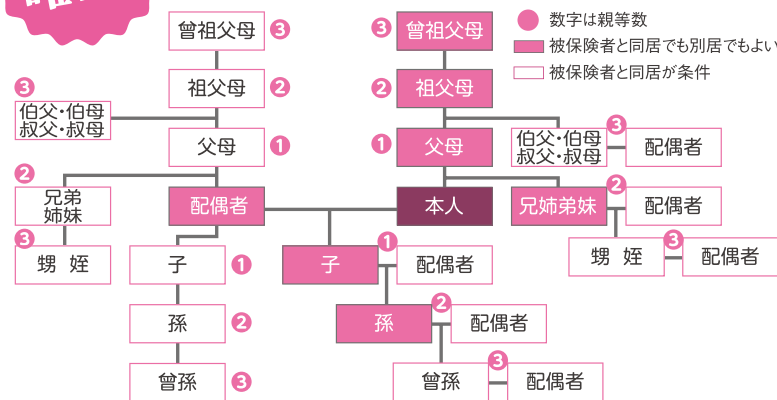 曾祖父母 3
3 曾祖父母
数字は親等数
被保険者と同居でも別居でもよい
被保険者と同居が条件
祖父母 2
2 祖父母
3
伯父・伯母
叔父・叔母
父母 1
1 父母
伯父・伯母
叔父・叔母
3
配偶者
2
兄弟
姉妹
配偶者
本人
兄姉弟妹
2
配偶者
3
甥 姪
子 1
子
1
配偶者
甥 姪
3
配偶者
孫 2
孫
2
配偶者
曾孫 3
曾孫
3
配偶者